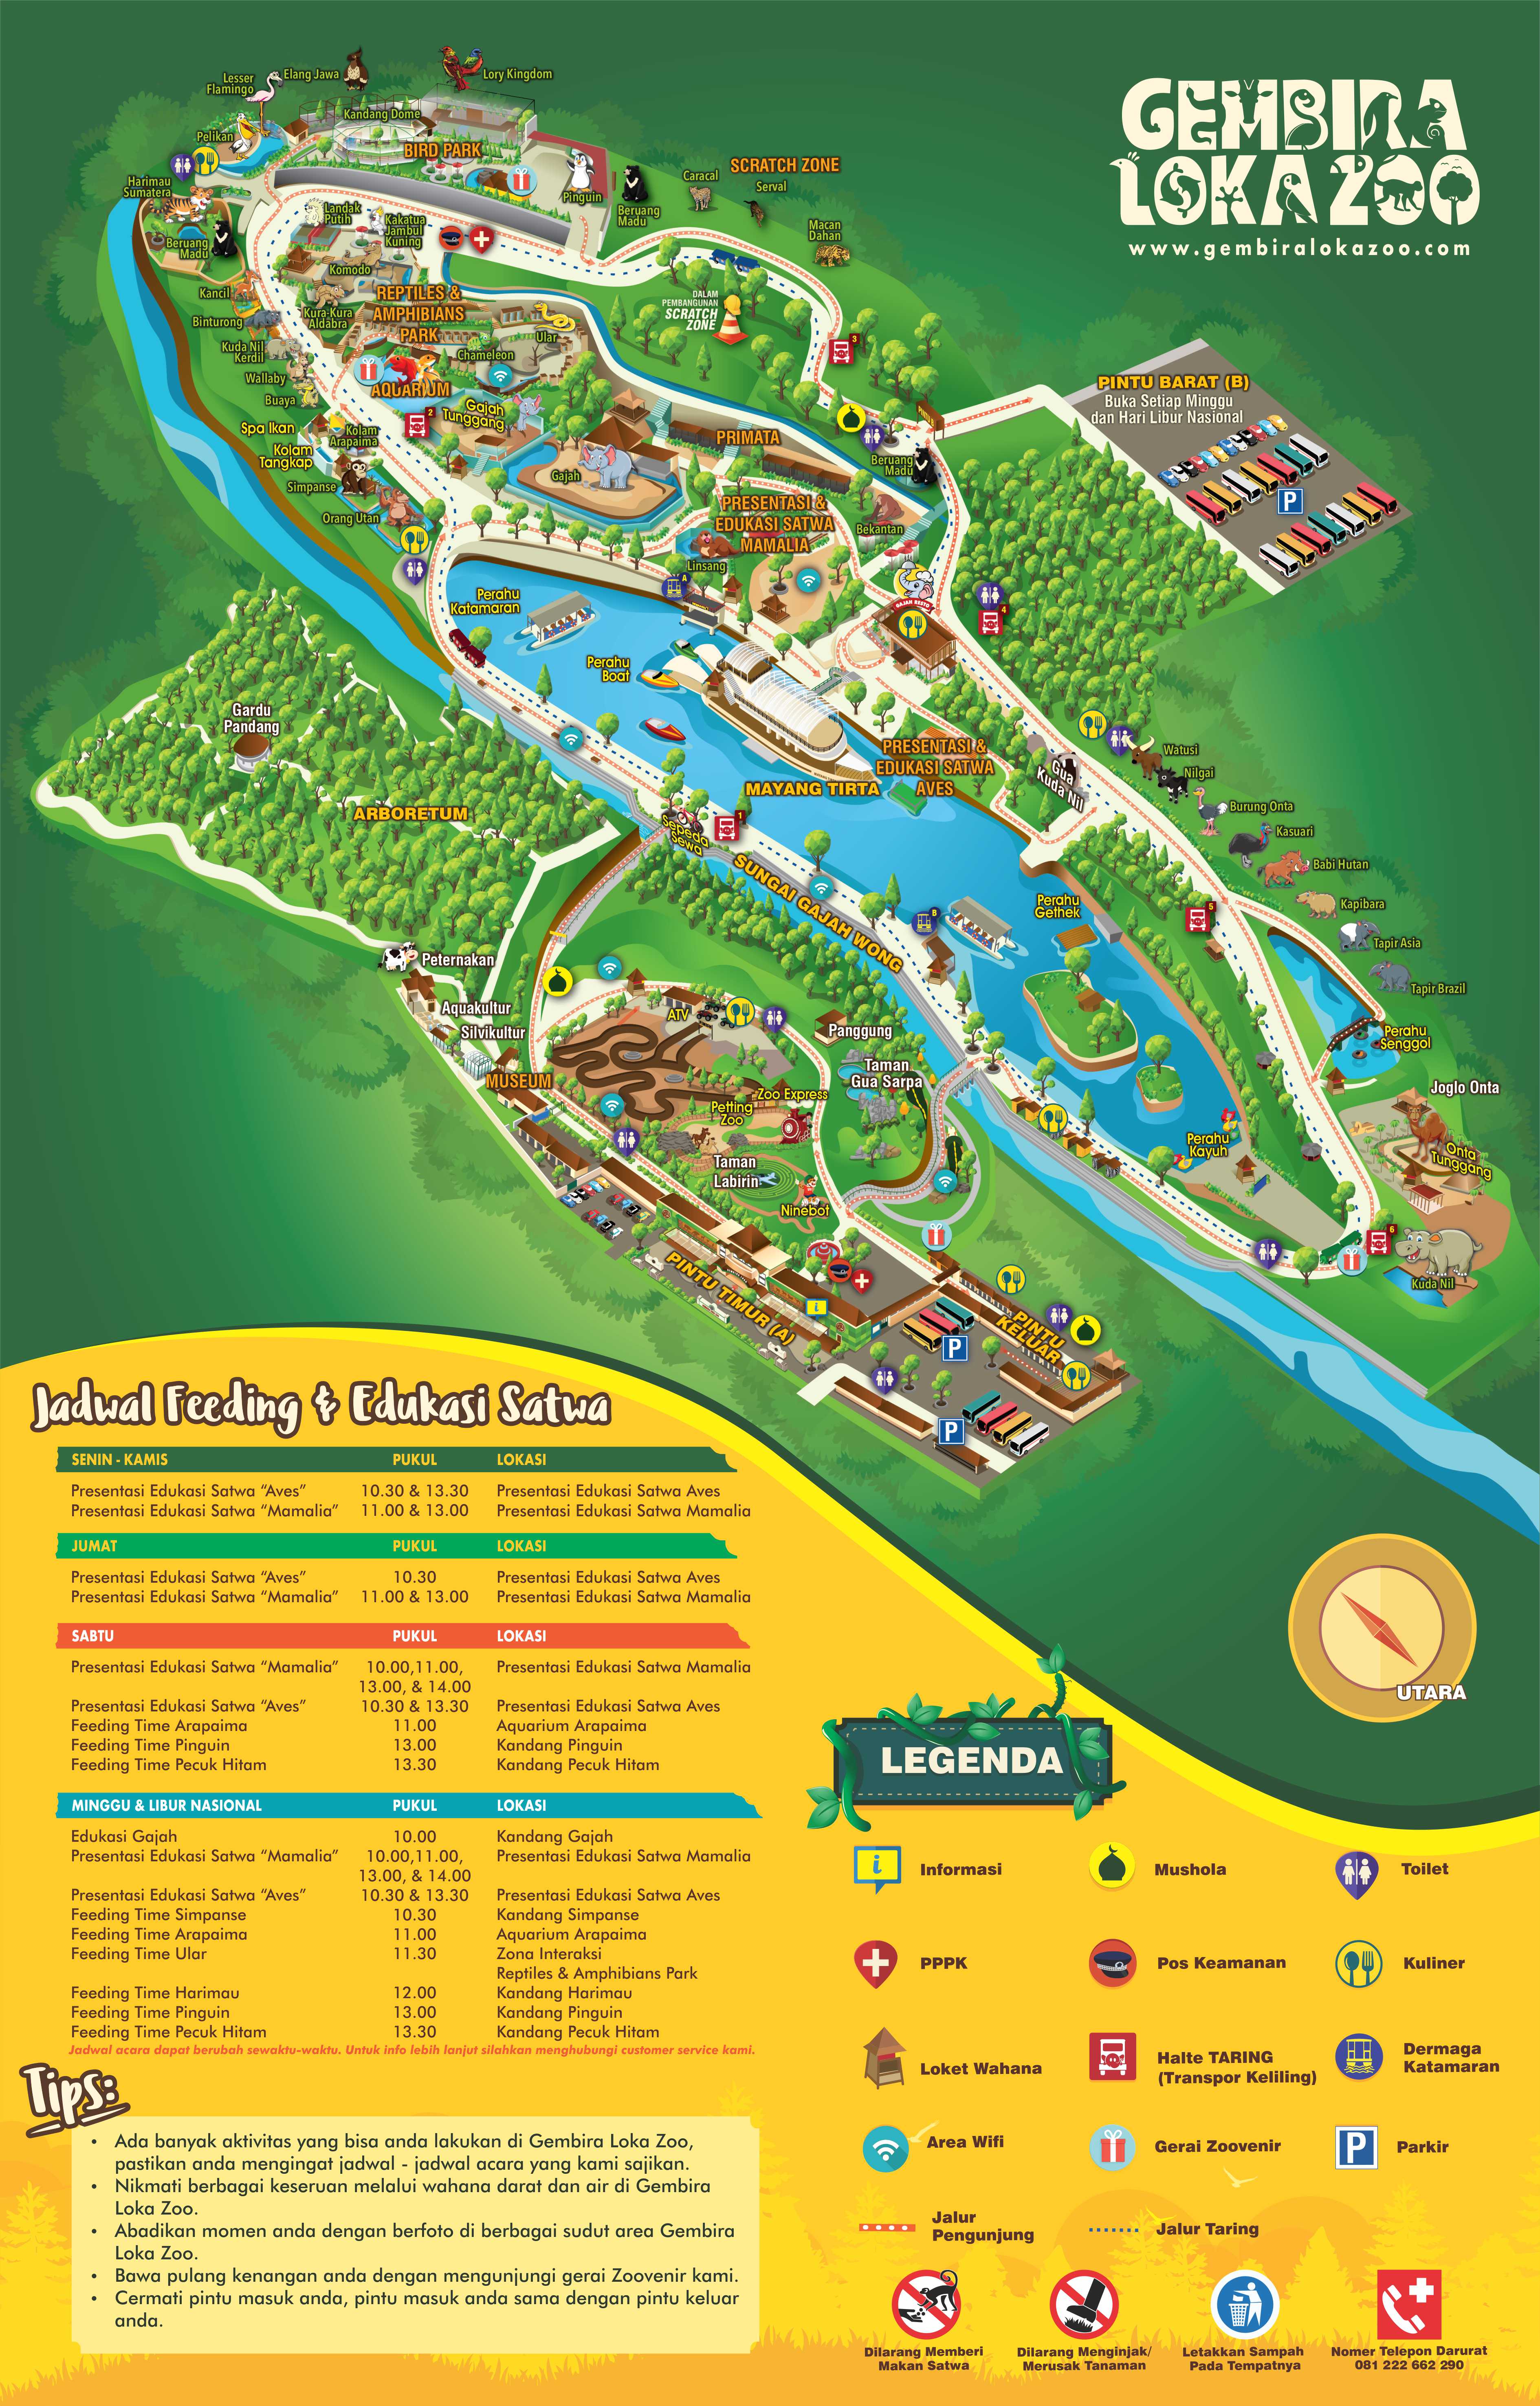 GEMBIRA
LOKA ZOO
www.gembiralokazoo.com
Lesser
Flamingo
Elang Jawa
Lory Kingdom
Kandang Dome
Pelikan
BIRD PARK
Pinguin
Beruang
Madu
Caracal
SCRATCH ZONE
Serval
Macan
Dahan
Harimau
Sumatera
Landak
Putih
Kakatua
Jambul
Kuning
Beruang
Madu
Komodo
Kancil
REPTILES &
AMPHIBIANS
PARK
Kura-Kura
Aldabra
DALAM
PEMBANGUNAN
SCRATCH
ZONE
Binturong
Ular
Kuda Nil
Kerdil
Chameleon
3
Wallaby
AQUARIUM
Buaya
2
Gajah
Tunggang
PINTU BARAT (B)
Buka Setiap Minggu
dan Hari Libur Nasional
P
Spa Ikan
Kolam
Arapaima
Kolam
Tangkap
PRIMATA
Beruang
Madu
Simpanse
Gajah
Orang Utan
PRESENTASI &
EDUKASI SATWA
MAMALIA
Bekantan
Linsang
A
GAJAH RESTO
4
Perahu
Katamaran
Perahu
Boat
Gardu
Pandang
ARBORETUM
PRESENTASI &
EDUKASI SATWA
AVES
MAYANG TIRTA
Gua
Kuda Nil
Watusi
Nilgai
Burung Onta
Kasuari
Babi Hutan
Kapibara
Tapir Asia
Tapir Brazil
Sepeda
Sewa
1
SUNGAI GAJAH WONG
B
Perahu
Gethek
5
Peternakan
Aquakultur
Silvikultur
MUSEUM
ATV
Panggung
Taman
Gua Sarpa
Zoo Express
Petting
Zoo
Taman
Labirin
Ninebot
Perahu
Senggol
Joglo Onta
Onta
Tunggang
Perahu
Kayuh
6
Kuda Nil
PINTU TIMUR (A)
i
PINTU
KELUAR
P
P
Jadwal Feeding & Edukasi Satwa
SENIN - KAMIS PUKUL LOKASI
Presentasi Edukasi Satwa “Aves” 10.30 & 13.30 Presentasi Edukasi Satwa Aves
Presentasi Edukasi Satwa “Mamalia” 11.00 & 13.00 Presentasi Edukasi Satwa Mamalia
JUMAT PUKUL LOKASI
Presentasi Edukasi Satwa “Aves” 10.30 Presentasi Edukasi Satwa Aves
Presentasi Edukasi Satwa “Mamalia” 11.00 & 13.00 Presentasi Edukasi Satwa Mamalia
SABTU PUKUL LOKASI
Presentasi Edukasi Satwa “Mamalia” 10.00,11.00, Presentasi Edukasi Satwa Mamalia
13.00, & 14.00
Presentasi Edukasi Satwa “Aves” 10.30 & 13.30 Presentasi Edukasi Satwa Aves
Feeding Time Arapaima 11.00 Aquarium Arapaima
Feeding Time Pinguin 13.00 Kandang Pinguin
Feeding Time Pecuk Hitam 13.30 Kandang Pecuk Hitam
MINGGU & LIBUR NASIONAL PUKUL LOKASI
Edukasi Gajah 10.00 Kandang Gajah
Presentasi Edukasi Satwa “Mamalia” 10.00,11.00, Presentasi Edukasi Satwa Mamalia
13.00, & 14.00
Presentasi Edukasi Satwa “Aves” 10.30 & 13.30 Presentasi Edukasi Satwa Aves
Feeding Time Simpanse 10.30 Kandang Simpanse
Feeding Time Arapaima 11.00 Aquarium Arapaima
Feeding Time Ular 11.30 Zona Interaksi
Reptiles & Amphibians Park
Feeding Time Harimau 12.00 Kandang Harimau
Feeding Time Pinguin 13.00 Kandang Pinguin
Feeding Time Pecuk Hitam 13.30 Kandang Pecuk Hitam
Jadwal acara dapat berubah sewaktu-waktu. Untuk info lebih lanjut silahkan menghubungi customer service kami.
Tips:
• Ada banyak aktivitas yang bisa anda lakukan di Gembira Loka Zoo,
pastikan anda mengingat jadwal - jadwal acara yang kami sajikan.
• Nikmati berbagai keseruan melalui wahana darat dan air di Gembira
Loka Zoo.
• Abadikan momen anda dengan berfoto di berbagai sudut area Gembira
Loka Zoo.
• Bawa pulang kenangan anda dengan mengunjungi gerai Zoovenir kami.
• Cermati pintu masuk anda, pintu masuk anda sama dengan pintu keluar
anda.
UTARA
LEGENDA
i Informasi
Mushola
Toilet
PPPK
Pos Keamanan
Kuliner
Loket Wahana
Halte TARING
(Transpor Keliling)
Dermaga
Katamaran
Area Wifi
Gerai Zoovenir
P Parkir
Jalur
Pengunjung
Jalur Taring
Dilarang Memberi
Makan Satwa
Dilarang Menginjak/
Merusak Tanaman
Letakkan Sampah
Pada Tempatnya
Nomer Telepon Darurat
081 222 662 290